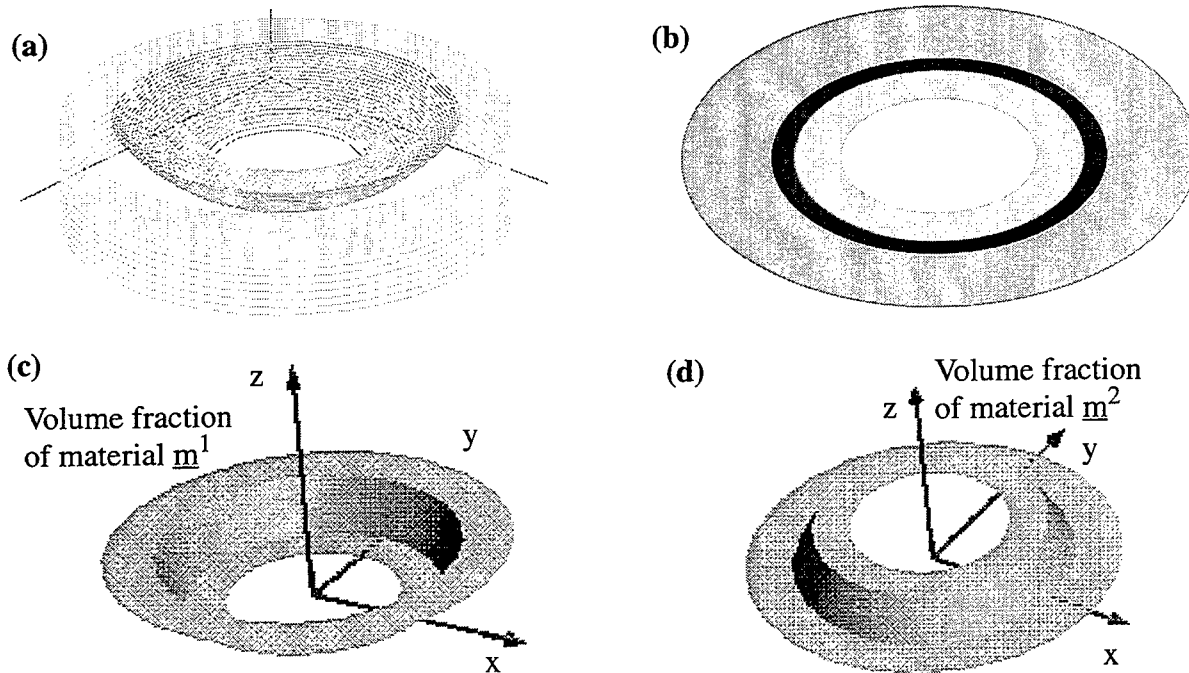 (a)
(b)
(c)
z
Volume fraction
of material m¹
y
x
(d)
Volume fraction
of material m²
z
y
x